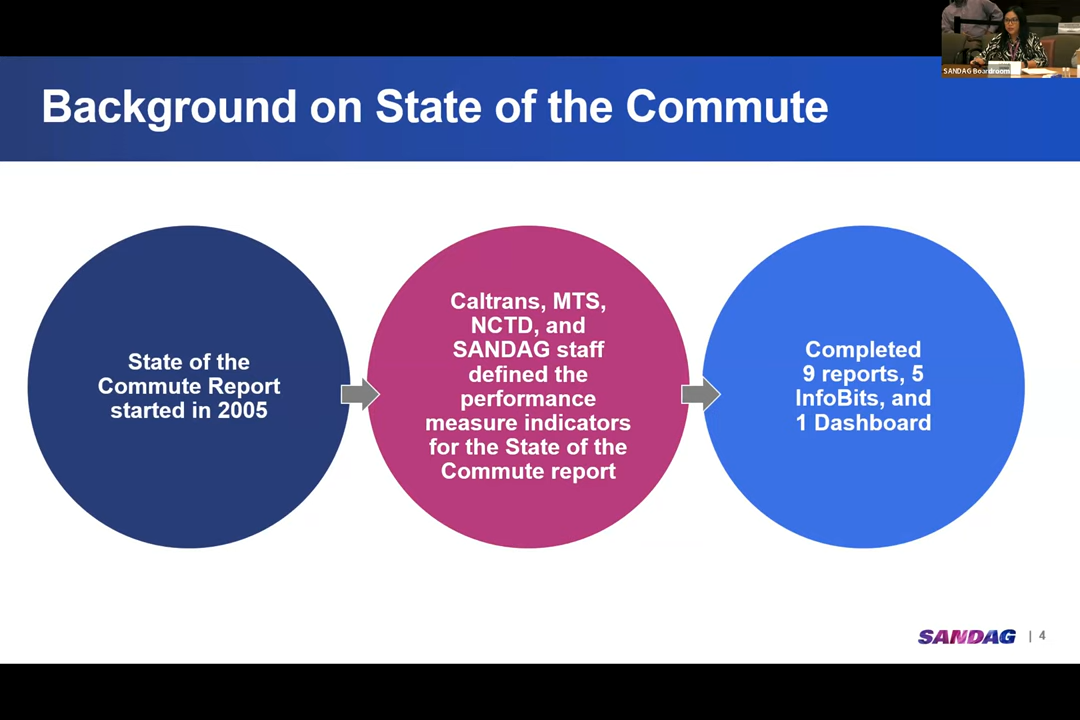 SANDAG Boardroom
Background on State of the Commute
State of the
Commute Report
started in 2005
Caltrans, MTS,
NCTD, and
SANDAG staff
defined the
performance
measure indicators
for the State of the
Commute report
Completed
9 reports, 5
InfoBits, and
1 Dashboard
SANDAG | 4